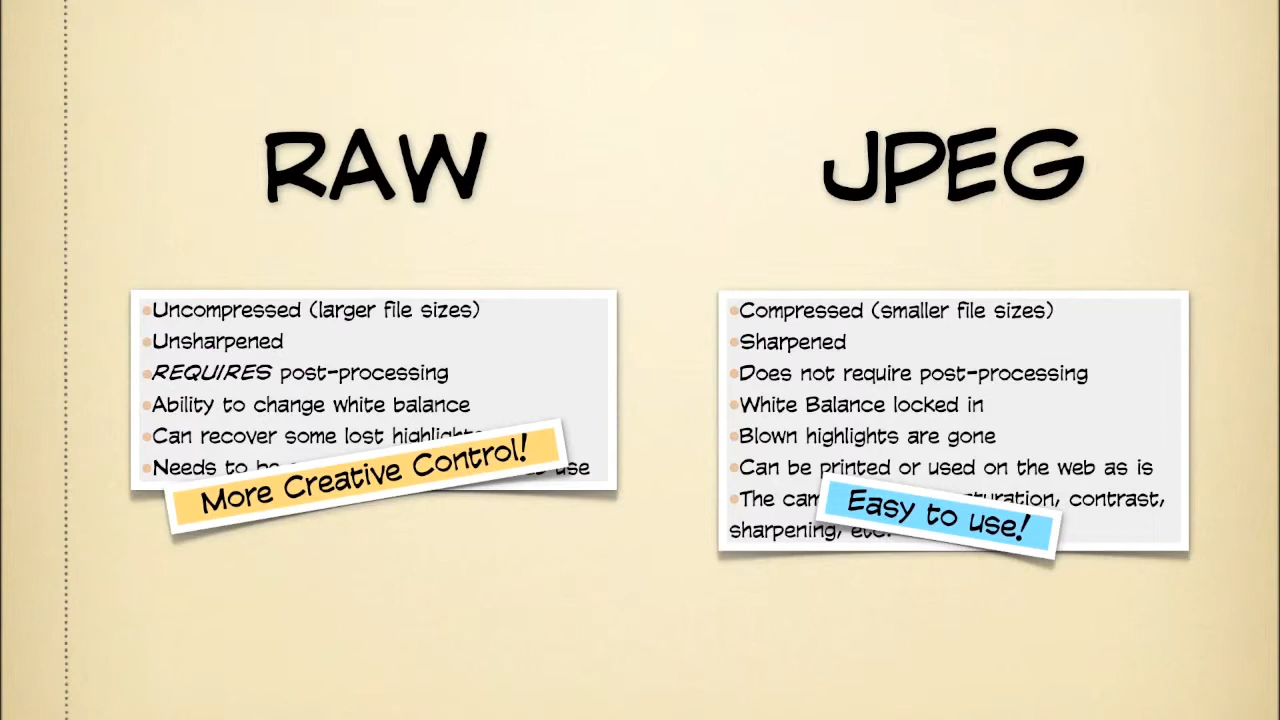 RAW
•Uncompressed (larger file sizes)
•Unsharpened
•REQUIRES post-processing
•Ability to change white balance
•Can recover some lost highlights
•Needs to be use
More Creative Control!
JPEG
•Compressed (smaller file sizes)
•Sharpened
•Does not require post-processing
•White Balance locked in
•Blown highlights are gone
•Can be printed or used on the web as is
•The contrast,
sharpening, etc.
Easy to use!